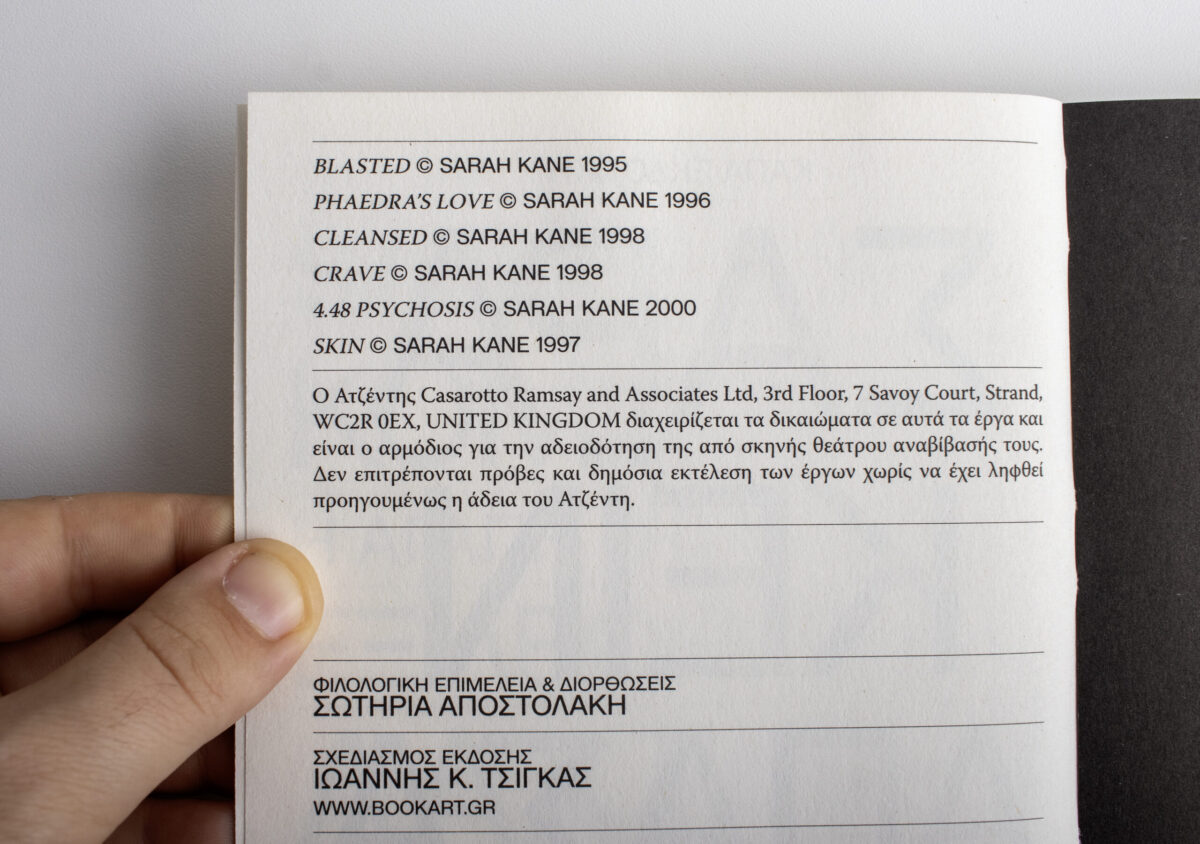 BLASTED © SARAH KANE 1995
PHAEDRA'S LOVE © SARAH KANE 1996
CLEANSED © SARAH KANE 1998
CRAVE © SARAH KANE 1998
4.48 PSYCHOSIS © SARAH KANE 2000
SKIN © SARAH KANE 1997
Ο Ατζέντης Casarotto Ramsay and Associates Ltd, 3rd Floor, 7 Savoy Court, Strand,
WC2R 0EX, UNITED KINGDOM διαχειρίζεται τα δικαιώματα σε αυτά τα έργα και
είναι ο αρμόδιος για την αδειοδότηση της από σκηνής θεάτρου αναβίβασής τους.
Δεν επιτρέπονται πρόβες και δημόσια εκτέλεση των έργων χωρίς να έχει ληφθεί
προηγουμένως η άδεια του Ατζέντη.
ΦΙΛΟΛΟΓΙΚΗ ΕΠΙΜΕΛΕΙΑ & ΔΙΟΡΘΩΣΕΙΣ
ΣΩΤΗΡΙΑ ΑΠΟΣΤΟΛΑΚΗ
ΣΧΕΔΙΑΣΜΟΣ ΕΚΔΟΣΗΣ
ΙΩΑΝΝΗΣ Κ. ΤΣΙΓΚΑΣ
WWW.BOOKART.GR